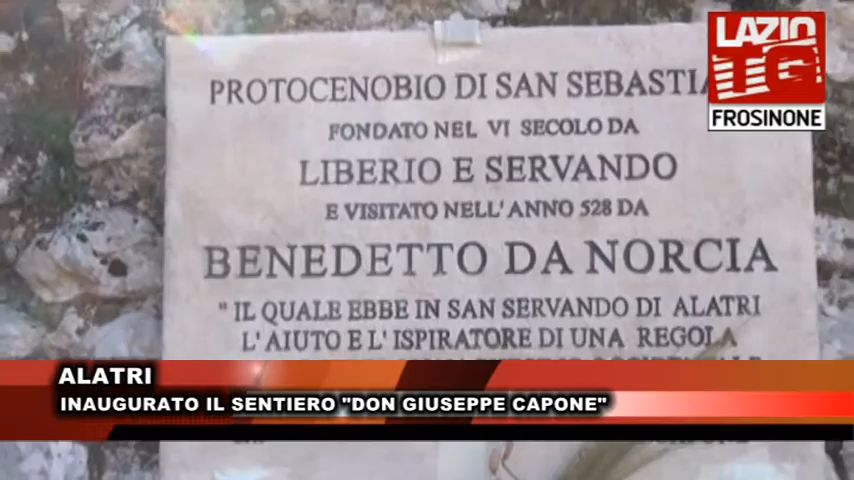 LAZIO
TG
FROSINONE
PROTOCENOBIO DI SAN
FONDATO NEL VI SECOLO DA
LIBERIO E SERVANDO
E VISITATO NELL'ANNO 528 DA
BENEDETTO DA NORCIA
"IL QUALE EBBE IN SAN SERVANDO DI ALATRI
L'AIUTO E L'ISPIRATORE DI UNA REGOLA
ALATRI
INAUGURATO IL SENTIERO "DON GIUSEPPE CAPONE"